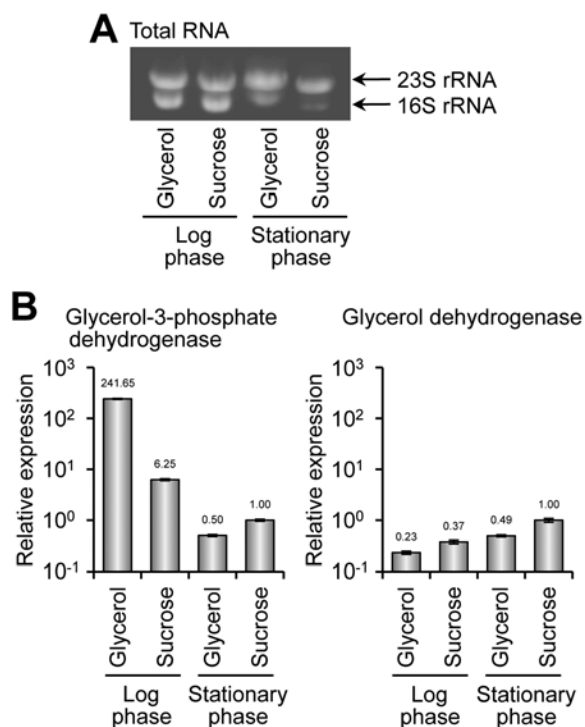 A
Total RNA
23S rRNA
16S rRNA
Glycerol
Sucrose
Glycerol
Sucrose
Log
phase
Stationary
phase
B
Glycerol-3-phosphate
dehydrogenase
Relative expression
10³
10²
10¹
10⁰
10⁻¹
241.65
6.25
0.50
1.00
Glycerol
Sucrose
Glycerol
Sucrose
Log
phase
Stationary
phase
Glycerol dehydrogenase
Relative expression
10³
10²
10¹
10⁰
10⁻¹
0.23
0.37
0.49
1.00
Glycerol
Sucrose
Glycerol
Sucrose
Log
phase
Stationary
phase